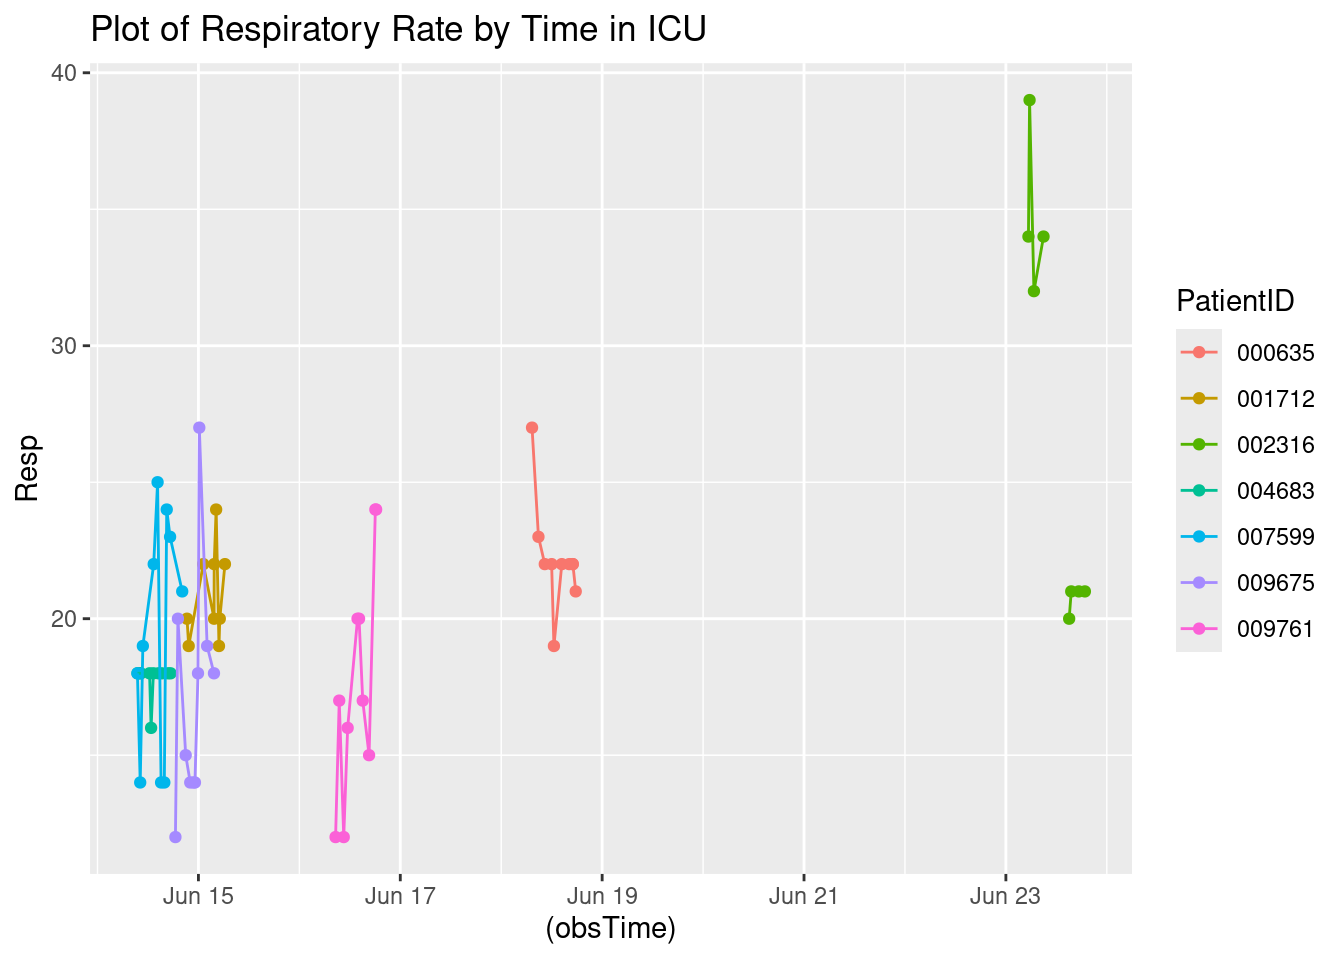 Plot of Respiratory Rate by Time in ICU
40
30
20
Resp
Jun 15
Jun 17
Jun 19
Jun 21
Jun 23
(obsTime)
PatientID
000635
001712
002316
004683
007599
009675
009761